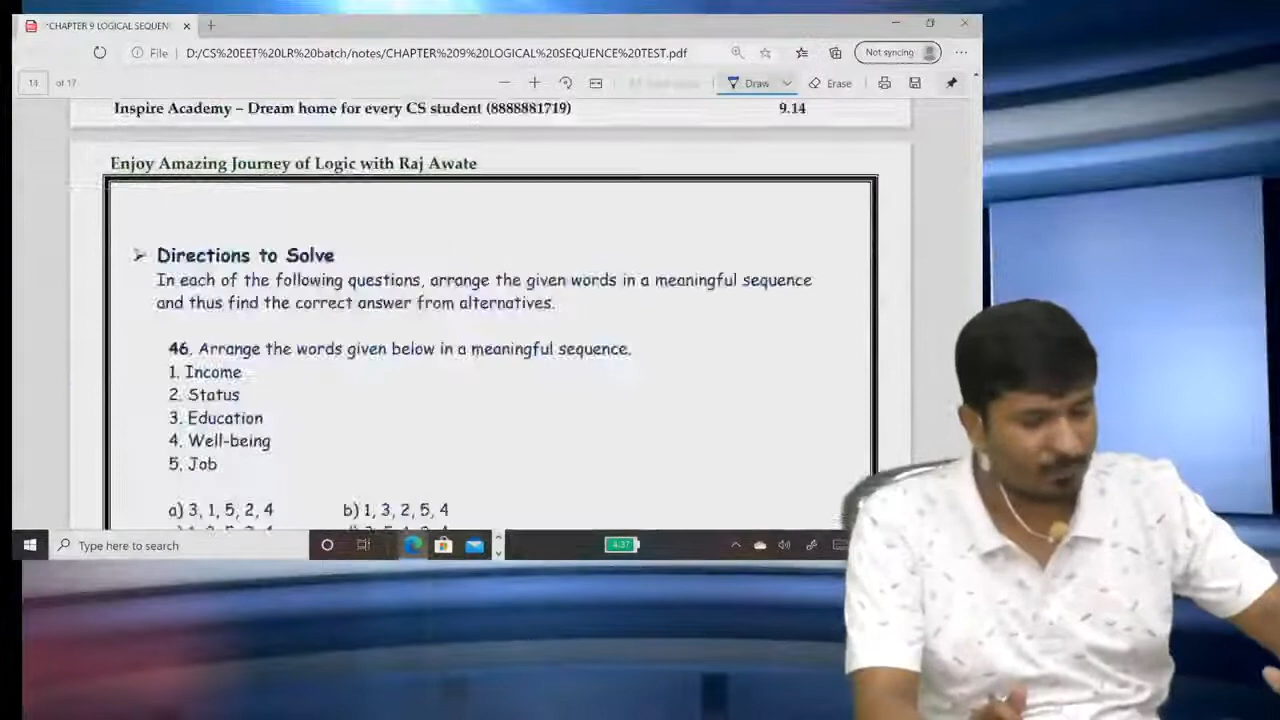 *CHAPTER 9 LOGICAL SEQUEN
File
D:/CS%20EET%20LR%20batch/notes/CHAPTER%209%20LOGICAL%20SEQUENCE%20TEST.pdf
Not syncing
14 of 17
Draw
Erase
Inspire Academy – Dream home for every CS student (8888881719) 9.14
Enjoy Amazing Journey of Logic with Raj Awate
Directions to Solve
In each of the following questions, arrange the given words in a meaningful sequence
and thus find the correct answer from alternatives.
46. Arrange the words given below in a meaningful sequence.
1. Income
2. Status
3. Education
4. Well-being
5. Job
a) 3, 1, 5, 2, 4 b) 1, 3, 2, 5, 4
Type here to search
4:37